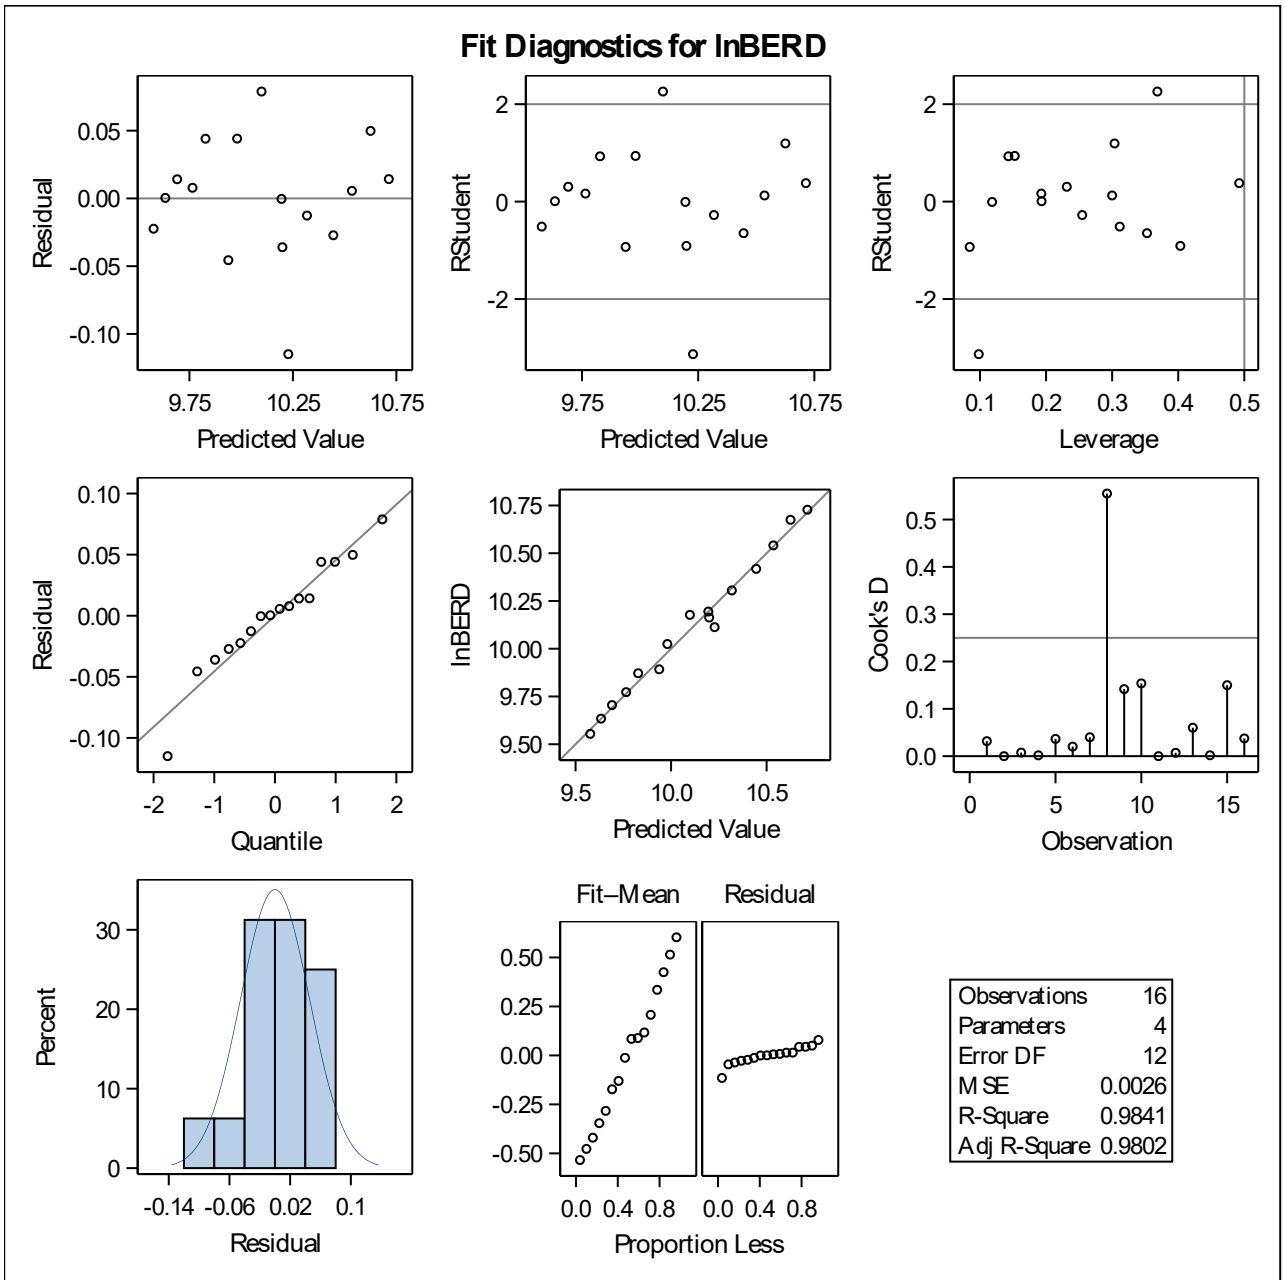 Fit Diagnostics for lnBERD
0.05
0.00
-0.05
-0.10
Residual
9.75 10.25 10.75
Predicted Value
2
0
-2
RStudent
9.75 10.25 10.75
Predicted Value
2
0
-2
RStudent
0.1 0.2 0.3 0.4 0.5
Leverage
0.10
0.05
0.00
-0.05
-0.10
Residual
-2 -1 0 1 2
Quantile
10.75
10.50
10.25
10.00
9.75
9.50
lnBERD
9.5 10.0 10.5
Predicted Value
0.5
0.4
0.3
0.2
0.1
0.0
Cook's D
0 5 10 15
Observation
30
20
10
0
Percent
-0.14 -0.06 0.02 0.1
Residual
Fit–Mean Residual
0.50
0.25
0.00
-0.25
-0.50
0.0 0.4 0.8 0.0 0.4 0.8
Proportion Less
Observations 16
Parameters 4
Error DF 12
MSE 0.0026
R-Square 0.9841
Adj R-Square 0.9802